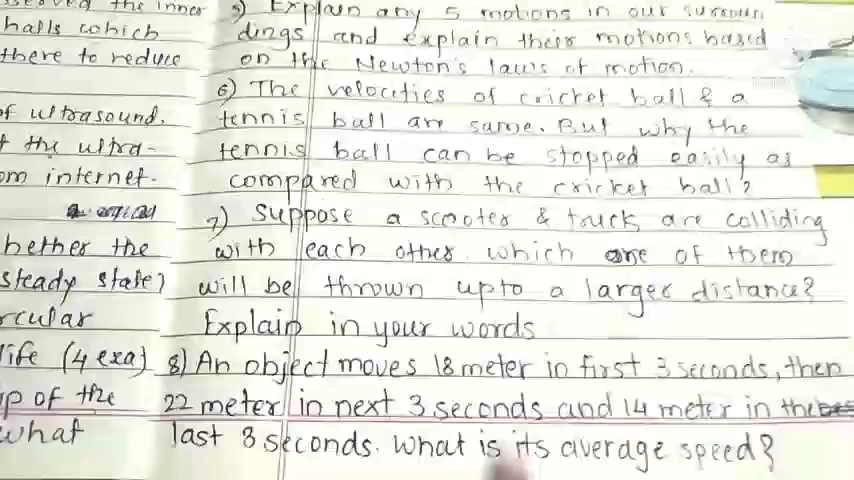 the inner
halls which
there to reduce
of ultrasound.
the ultra-
om internet.
hether the
steady state?
rcular
life (4 exa)
ip of the
what
5) Explain any 5 motions in our surroun
dings and explain their motions based
on the Newton's laws of motion.
6) The velocities of cricket ball & a
tennis ball are same. But why the
tennis ball can be stopped easily as
compared with the cricket ball?
7) Suppose a scooter & truck are colliding
with each other which one of them
will be thrown upto a larger distance?
Explain in your words
8) An object moves 18 meter in first 3 seconds, then
22 meter in next 3 seconds and 14 meter in the
last 3 seconds. What is its average speed?